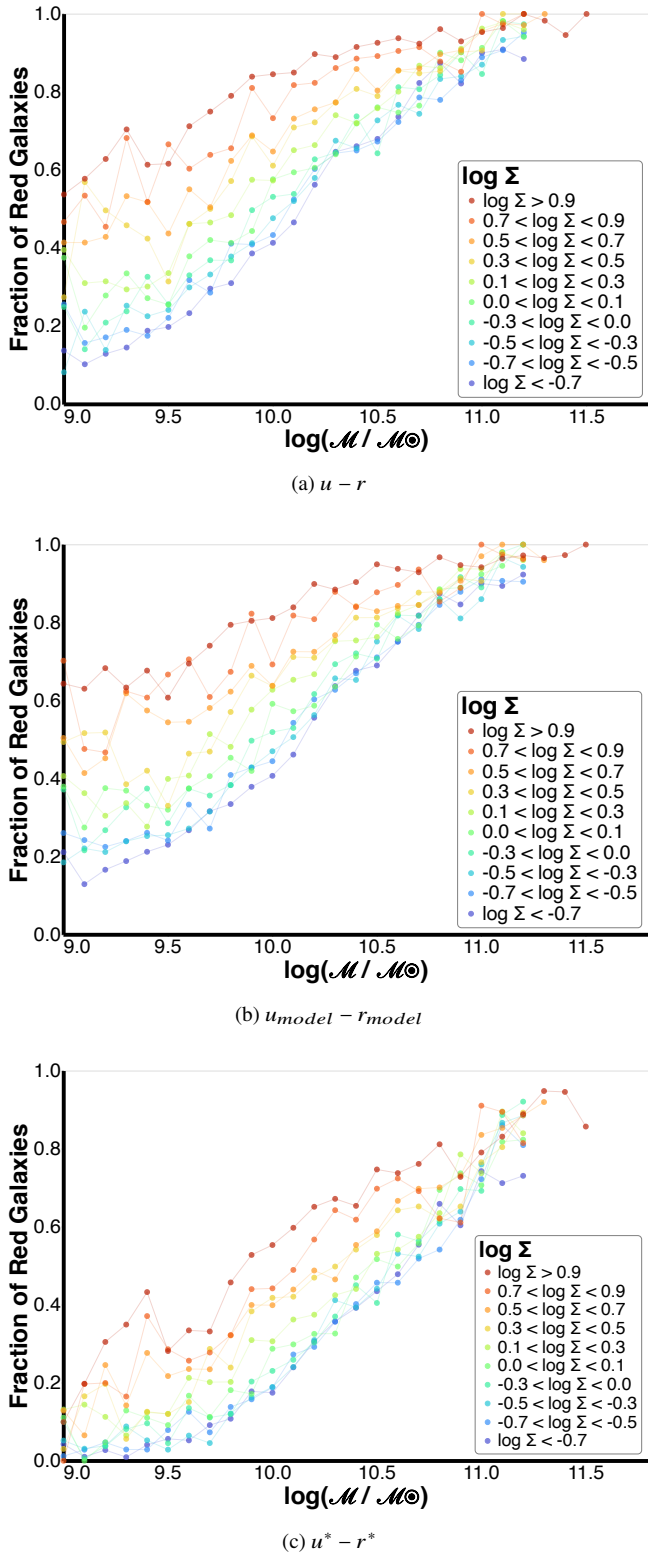 1.0
0.8
0.6
0.4
0.2
0.0
Fraction of Red Galaxies
9.0 9.5 10.0 10.5 11.0 11.5
log(ℳ / ℳ⊙)
log Σ
log Σ > 0.9
0.7 < log Σ < 0.9
0.5 < log Σ < 0.7
0.3 < log Σ < 0.5
0.1 < log Σ < 0.3
0.0 < log Σ < 0.1
-0.3 < log Σ < 0.0
-0.5 < log Σ < -0.3
-0.7 < log Σ < -0.5
log Σ < -0.7
(a) u − r
1.0
0.8
0.6
0.4
0.2
0.0
Fraction of Red Galaxies
9.0 9.5 10.0 10.5 11.0 11.5
log(ℳ / ℳ⊙)
log Σ
log Σ > 0.9
0.7 < log Σ < 0.9
0.5 < log Σ < 0.7
0.3 < log Σ < 0.5
0.1 < log Σ < 0.3
0.0 < log Σ < 0.1
-0.3 < log Σ < 0.0
-0.5 < log Σ < -0.3
-0.7 < log Σ < -0.5
log Σ < -0.7
(b) u_model − r_model
1.0
0.8
0.6
0.4
0.2
0.0
Fraction of Red Galaxies
9.0 9.5 10.0 10.5 11.0 11.5
log(ℳ / ℳ⊙)
log Σ
log Σ > 0.9
0.7 < log Σ < 0.9
0.5 < log Σ < 0.7
0.3 < log Σ < 0.5
0.1 < log Σ < 0.3
0.0 < log Σ < 0.1
-0.3 < log Σ < 0.0
-0.5 < log Σ < -0.3
-0.7 < log Σ < -0.5
log Σ < -0.7
(c) u* − r*